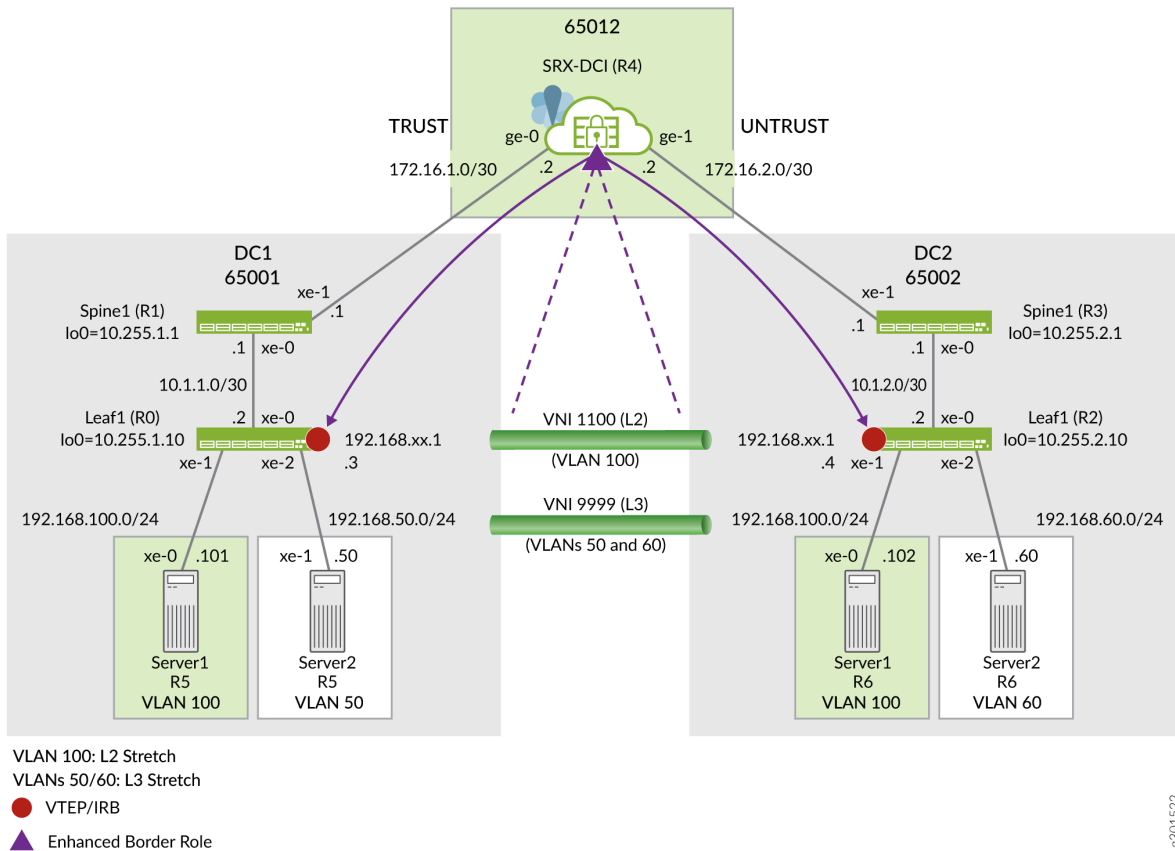 65012
SRX-DCI (R4)
TRUST
UNTRUST
ge-0
ge-1
172.16.1.0/30
.2
.2
172.16.2.0/30
DC1
65001
xe-1
.1
Spine1 (R1)
lo0=10.255.1.1
.1
xe-0
10.1.1.0/30
Leaf1 (R0)
lo0=10.255.1.10
.2
xe-0
xe-1
xe-2
192.168.xx.1
.3
192.168.100.0/24
192.168.50.0/24
xe-0
.101
xe-1
.50
Server1
R5
VLAN 100
Server2
R5
VLAN 50
VNI 1100 (L2)
(VLAN 100)
VNI 9999 (L3)
(VLANs 50 and 60)
DC2
65002
xe-1
.1
Spine1 (R3)
lo0=10.255.2.1
.1
xe-0
10.1.2.0/30
Leaf1 (R2)
lo0=10.255.2.10
.2
xe-0
192.168.xx.1
.4
xe-1
xe-2
192.168.100.0/24
192.168.60.0/24
xe-0
.102
xe-1
.60
Server1
R6
VLAN 100
Server2
R6
VLAN 60
VLAN 100: L2 Stretch
VLANs 50/60: L3 Stretch
VTEP/IRB
Enhanced Border Role